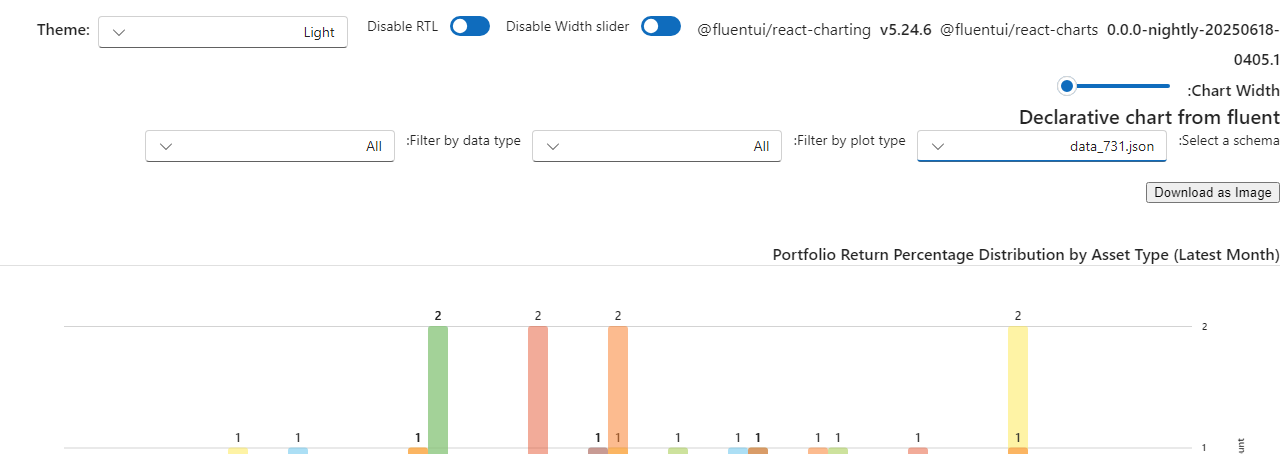 Theme: Light Disable RTL Disable Width slider @fluentui/react-charting v5.24.6 @fluentui/react-charts 0.0.0-nightly-20250618-
0405.1
:Chart Width
Declarative chart from fluent
All :Filter by data type All :Filter by plot type data_731.json :Select a schema
Download as Image
Portfolio Return Percentage Distribution by Asset Type (Latest Month)
2 2 2 2 2
1 1 1 1 1 1 1 1 1 1 1 1 1 1